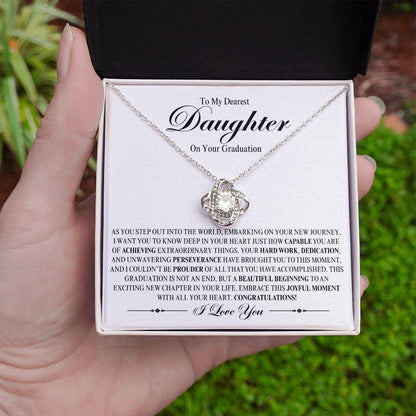 To My Dearest
Daughter
On Your Graduation
AS YOU STEP OUT INTO THE WORLD, EMBARKING ON YOUR NEW JOURNEY,
I WANT YOU TO KNOW DEEP IN YOUR HEART JUST HOW CAPABLE YOU ARE
OF ACHIEVING EXTRAORDINARY THINGS. YOUR HARD WORK, DEDICATION,
AND UNWAVERING PERSEVERANCE HAVE BROUGHT YOU TO THIS MOMENT,
AND I COULDN'T BE PROUDER OF ALL THAT YOU HAVE ACCOMPLISHED. THIS
GRADUATION IS NOT AN END, BUT A BEAUTIFUL BEGINNING TO AN
EXCITING NEW CHAPTER IN YOUR LIFE. EMBRACE THIS JOYFUL MOMENT
WITH ALL YOUR HEART. CONGRATULATIONS!
I Love You